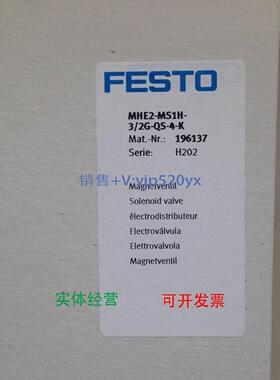 FESTO
MHE2-MS1H-
3/2G-QS-4-K
Mat.-Nr.: 196137
Serie: H202
销售+V:vip520yx
Magnetventil
Solenoid valve
électrodistributeur
Electroválvula
Elettrovalvola
Magnetventil
实体经营 可开发票